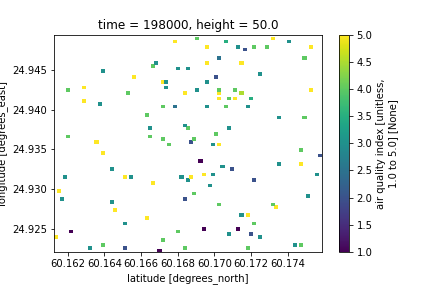 time = 198000, height = 50.0
24.945
24.940
24.935
24.930
24.925
longitude [degrees_east]
60.162 60.164 60.166 60.168 60.170 60.172 60.174
latitude [degrees_north]
5.0
4.5
4.0
3.5
3.0
2.5
2.0
1.5
1.0
air quality index [unitless,
1.0 to 5.0] [None]